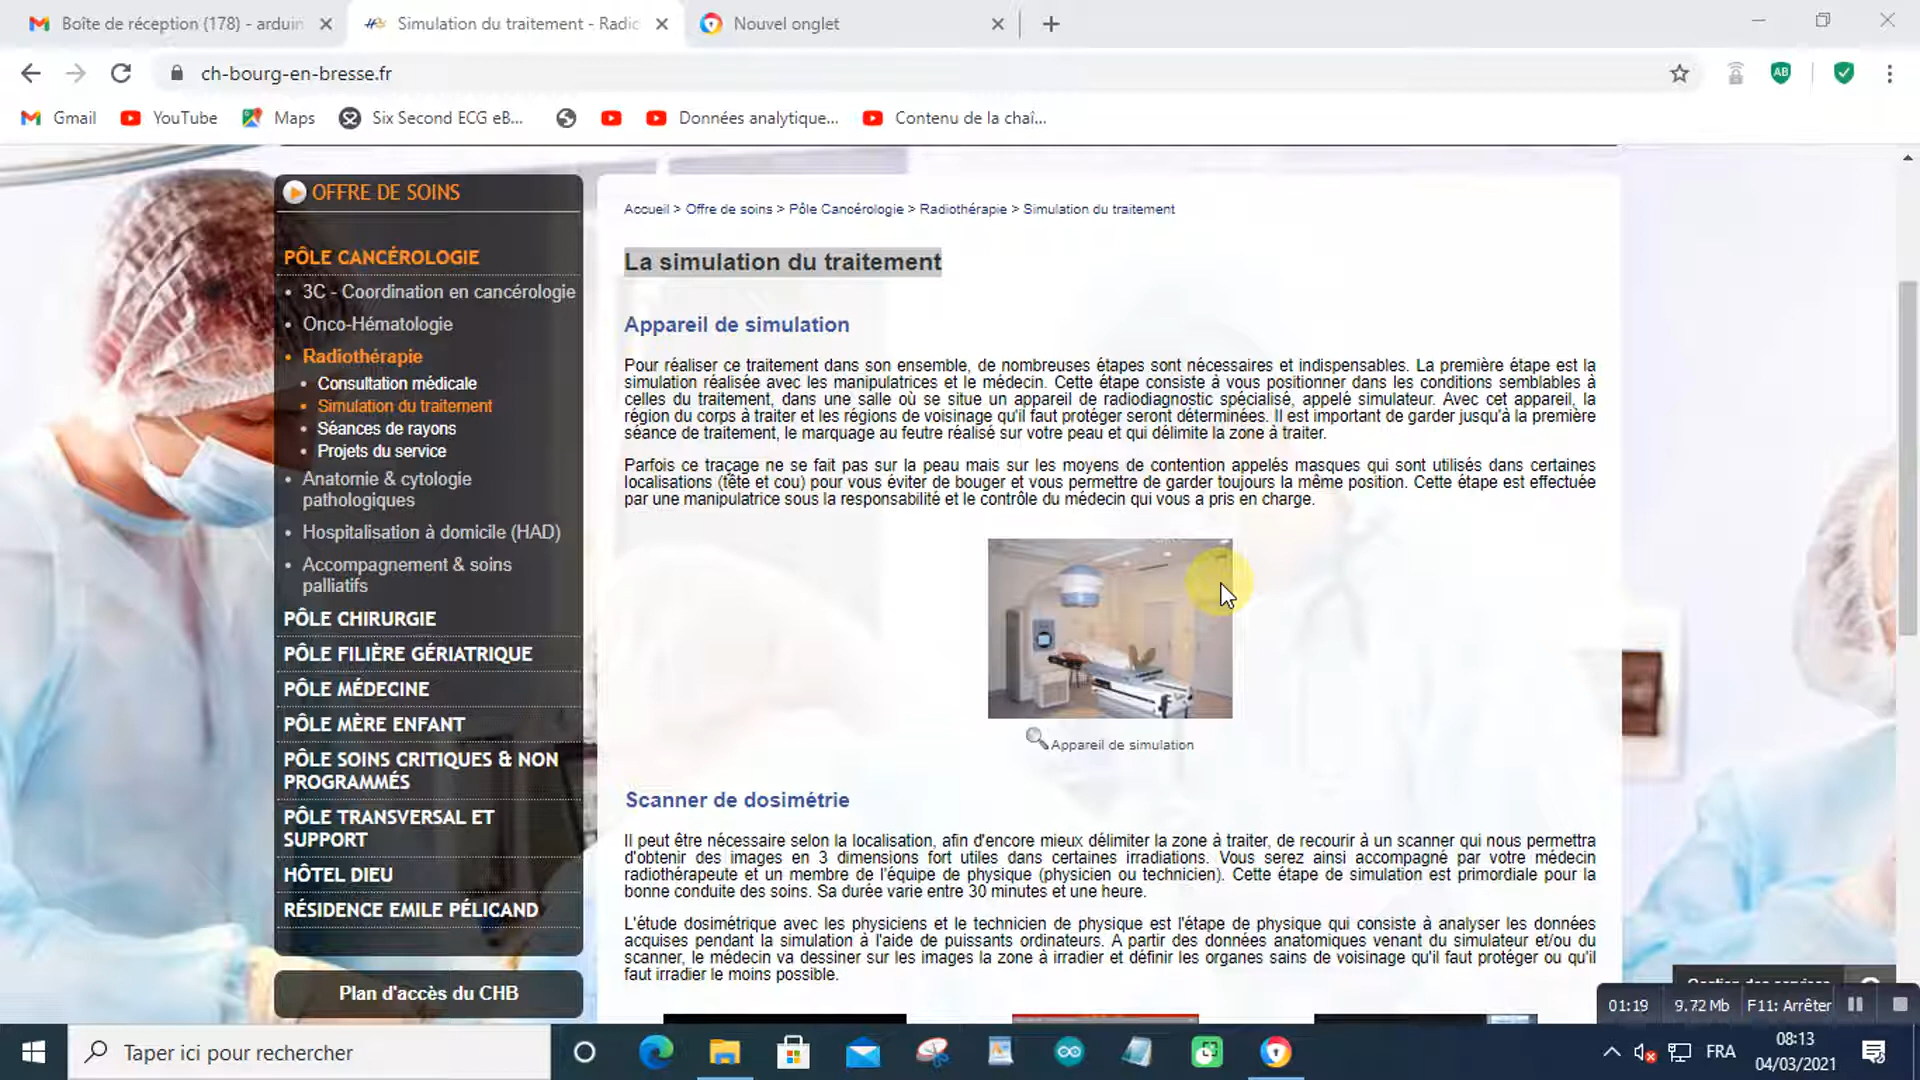 Boîte de réception (178) - arduin
Simulation du traitement - Radio
Nouvel onglet
ch-bourg-en-bresse.fr
AB
Gmail
YouTube
Maps
Six Second ECG eB...
Données analytique...
Contenu de la chaî...
OFFRE DE SOINS
PÔLE CANCÉROLOGIE
3C - Coordination en cancérologie
Onco-Hématologie
Radiothérapie
Consultation médicale
Simulation du traitement
Séances de rayons
Projets du service
Anatomie & cytologie
pathologiques
Hospitalisation à domicile (HAD)
Accompagnement & soins
palliatifs
PÔLE CHIRURGIE
PÔLE FILIÈRE GÉRIATRIQUE
PÔLE MÉDECINE
PÔLE MÈRE ENFANT
PÔLE SOINS CRITIQUES & NON
PROGRAMMÉS
PÔLE TRANSVERSAL ET
SUPPORT
HÔTEL DIEU
RÉSIDENCE EMILE PÉLICAND
Plan d'accès du CHB
Accueil > Offre de soins > Pôle Cancérologie > Radiothérapie > Simulation du traitement
La simulation du traitement
Appareil de simulation
Pour réaliser ce traitement dans son ensemble, de nombreuses étapes sont nécessaires et indispensables. La première étape est la
simulation réalisée avec les manipulatrices et le médecin. Cette étape consiste à vous positionner dans les conditions semblables à
celles du traitement, dans une salle où se situe un appareil de radiodiagnostic spécialisé, appelé simulateur. Avec cet appareil, la
région du corps à traiter et les régions de voisinage qu'il faut protéger seront déterminées. Il est important de garder jusqu'à la première
séance de traitement, le marquage au feutre réalisé sur votre peau et qui délimite la zone à traiter.
Parfois ce traçage ne se fait pas sur la peau mais sur les moyens de contention appelés masques qui sont utilisés dans certaines
localisations (tête et cou) pour vous éviter de bouger et vous permettre de garder toujours la même position. Cette étape est effectuée
par une manipulatrice sous la responsabilité et le contrôle du médecin qui vous a pris en charge.
Appareil de simulation
Scanner de dosimétrie
Il peut être nécessaire selon la localisation, afin d'encore mieux délimiter la zone à traiter, de recourir à un scanner qui nous permettra
d'obtenir des images en 3 dimensions fort utiles dans certaines irradiations. Vous serez ainsi accompagné par votre médecin
radiothérapeute et un membre de l'équipe de physique (physicien ou technicien). Cette étape de simulation est primordiale pour la
bonne conduite des soins. Sa durée varie entre 30 minutes et une heure.
L'étude dosimétrique avec les physiciens et le technicien de physique est l'étape de physique qui consiste à analyser les données
acquises pendant la simulation à l'aide de puissants ordinateurs. A partir des données anatomiques venant du simulateur et/ou du
scanner, le médecin va dessiner sur les images la zone à irradier et définir les organes sains de voisinage qu'il faut protéger ou qu'il
faut irradier le moins possible.
Gestion des services
01:19
9.72 Mb
F11: Arrêter
Taper ici pour rechercher
FRA
08:13
04/03/2021